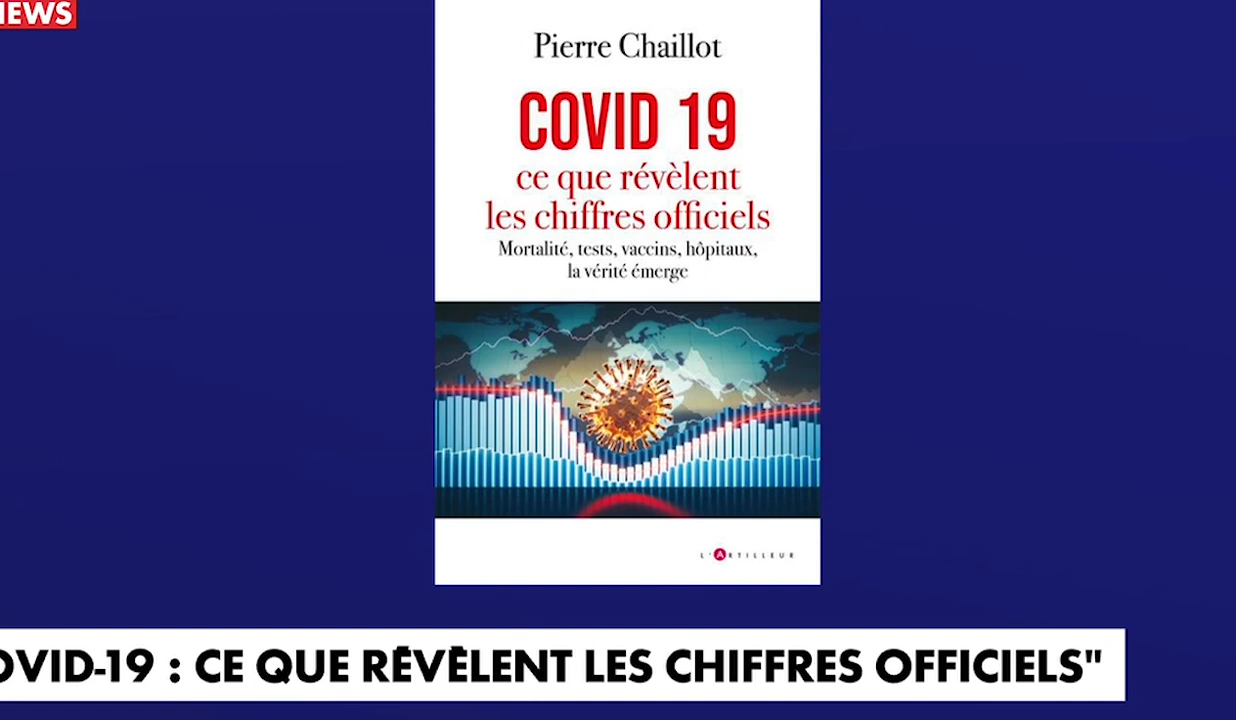 NEWS
Pierre Chaillot
COVID 19
ce que révèlent
les chiffres officiels
Mortalité, tests, vaccins, hôpitaux,
la vérité émerge
L'ARTILLEUR
OVID-19 : CE QUE RÉVÈLENT LES CHIFFRES OFFICIELS"